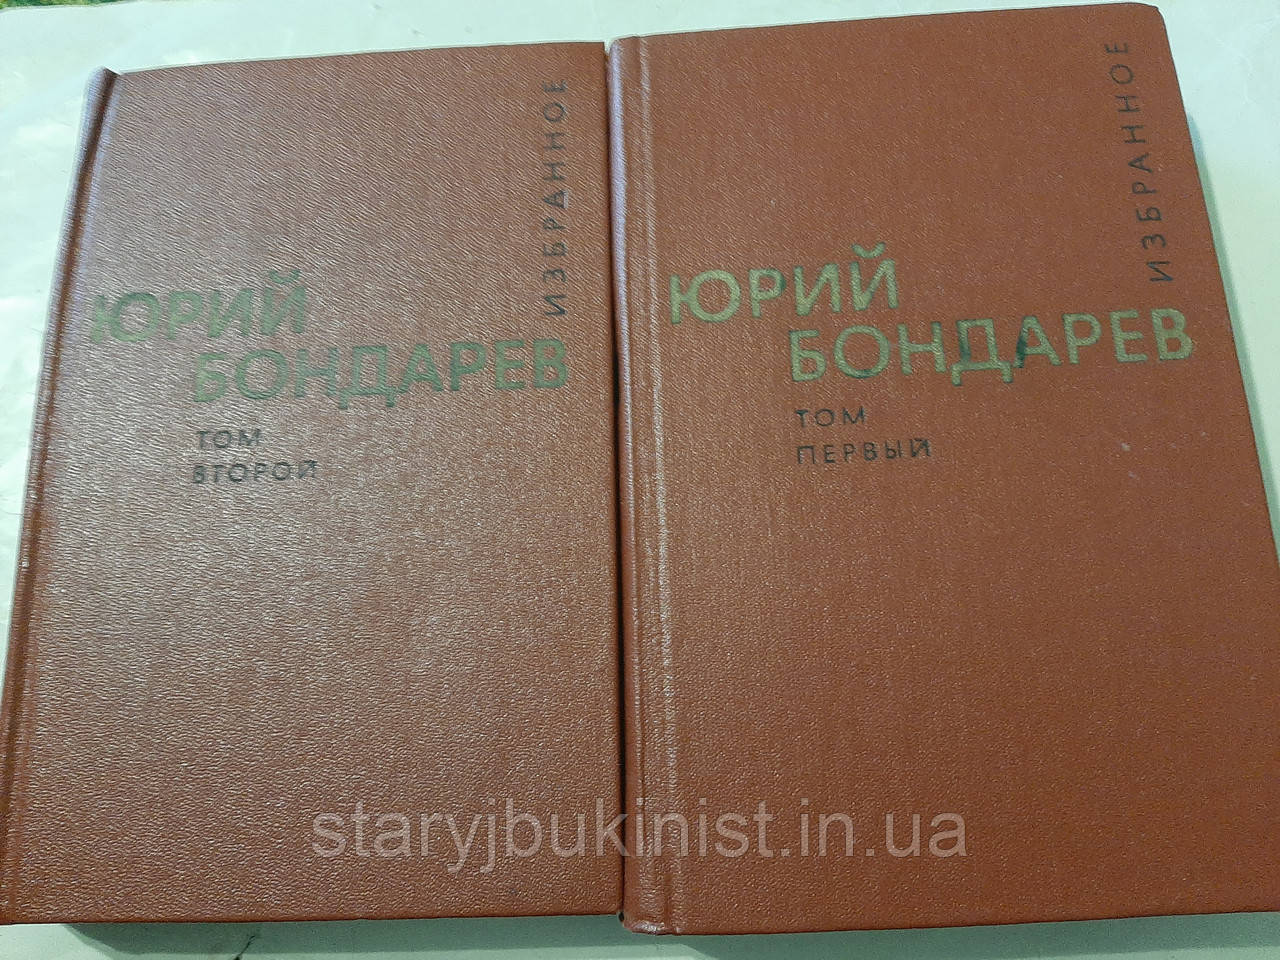 ИЗБРАННОЕ
ЮРИЙ
БОНДАРЕВ
ТОМ
ВТОРОЙ
ИЗБРАННОЕ
ЮРИЙ
БОНДАРЕВ
ТОМ
ПЕРВЫЙ
staryjbukinist.in.ua